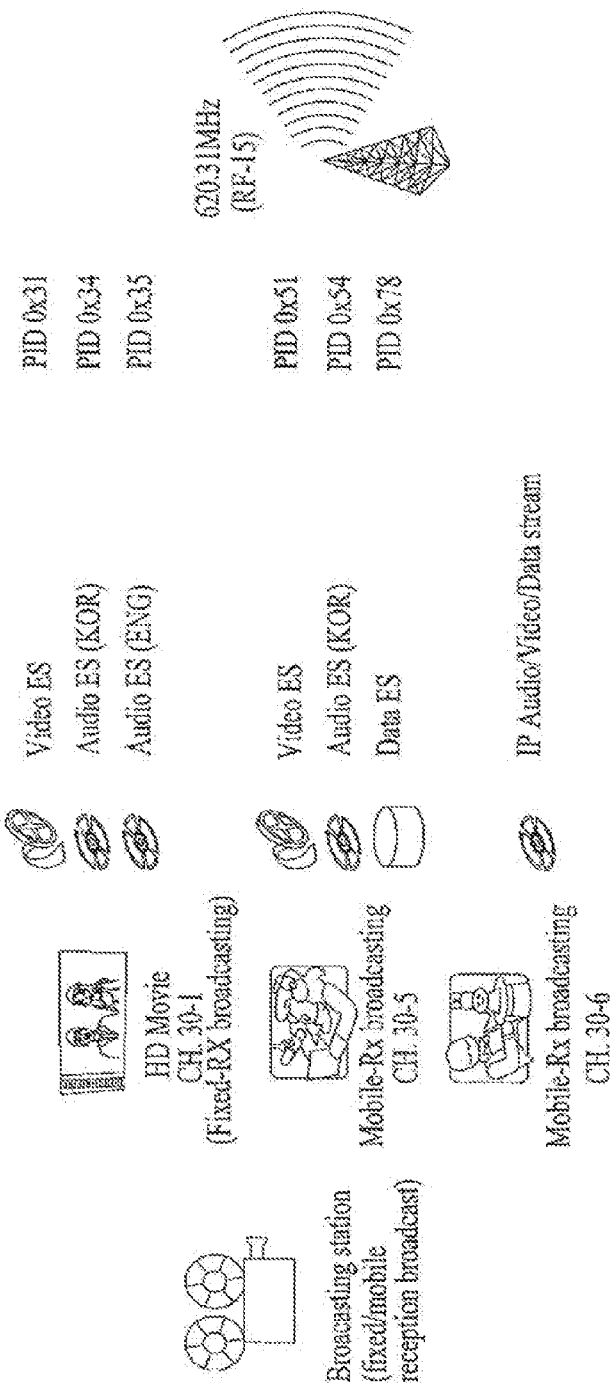 Broacasting station
(fixed/mobile
reception broadcast)
HD Movie
CH. 30-1
(Fixed-RX broadcasting)
Video ES
PID 0x31
Audio ES (KOR)
PID 0x34
Audio ES (ENG)
PID 0x35
Mobile-Rx broadcasting
CH. 30-5
Video ES
PID 0x51
Audio ES (KOR)
PID 0x54
Data ES
PID 0x78
Mobile-Rx broadcasting
CH. 30-6
IP Audio/Video/Data stream
620.31MHz
(RF-15)